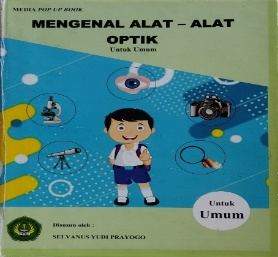 MEDIA POP UP BOOK
MENGENAL ALAT – ALAT
OPTIK
Untuk Umum
Untuk
Umum
Disusun oleh :
SELVANUS YUDI PRAYOGO